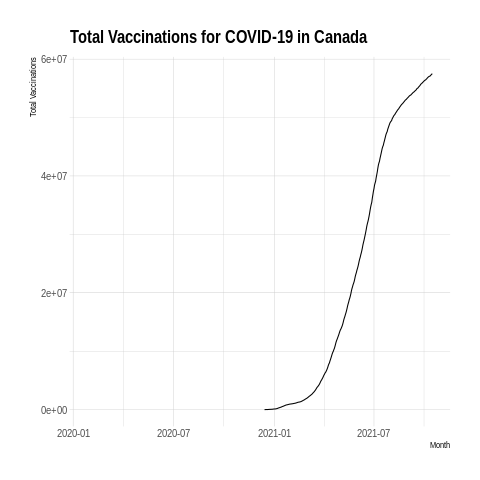 Total Vaccinations for COVID-19 in Canada
Total Vaccinations
6e+07
4e+07
2e+07
0e+00
2020-01 2020-07 2021-01 2021-07
Month